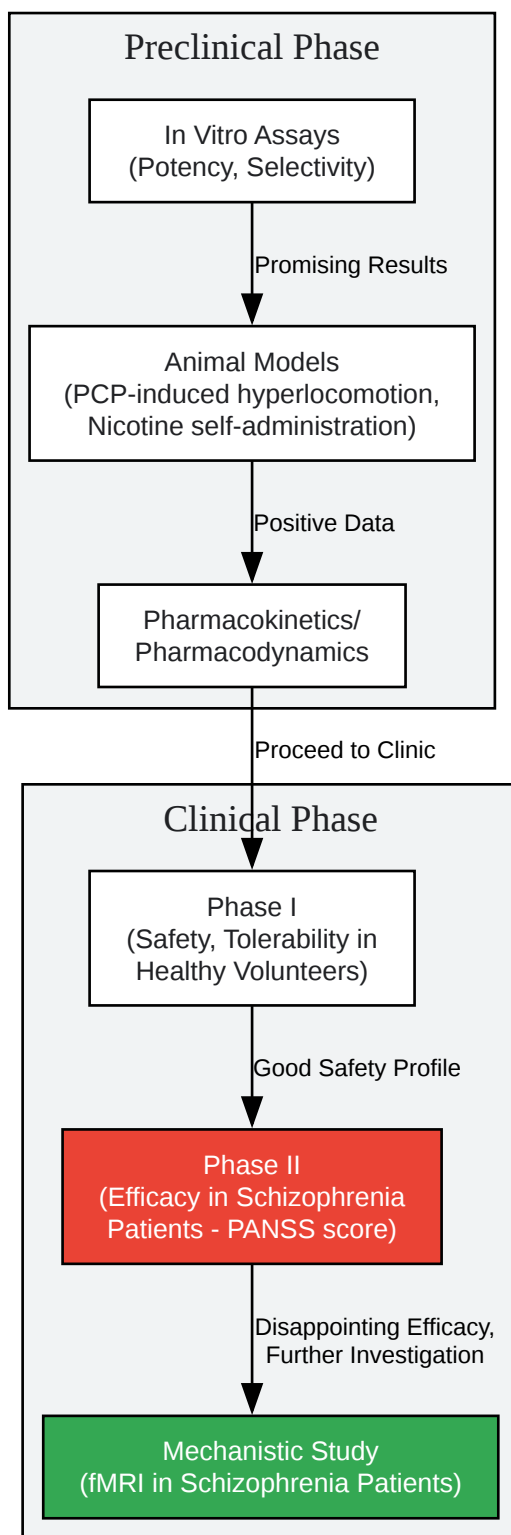 Preclinical Phase
In Vitro Assays
(Potency, Selectivity)
Promising Results
Animal Models
(PCP-induced hyperlocomotion,
Nicotine self-administration)
Positive Data
Pharmacokinetics/
Pharmacodynamics
Proceed to Clinic
Clinical Phase
Phase I
(Safety, Tolerability in
Healthy Volunteers)
Good Safety Profile
Phase II
(Efficacy in Schizophrenia
Patients - PANSS score)
Disappointing Efficacy,
Further Investigation
Mechanistic Study
(fMRI in Schizophrenia Patients)